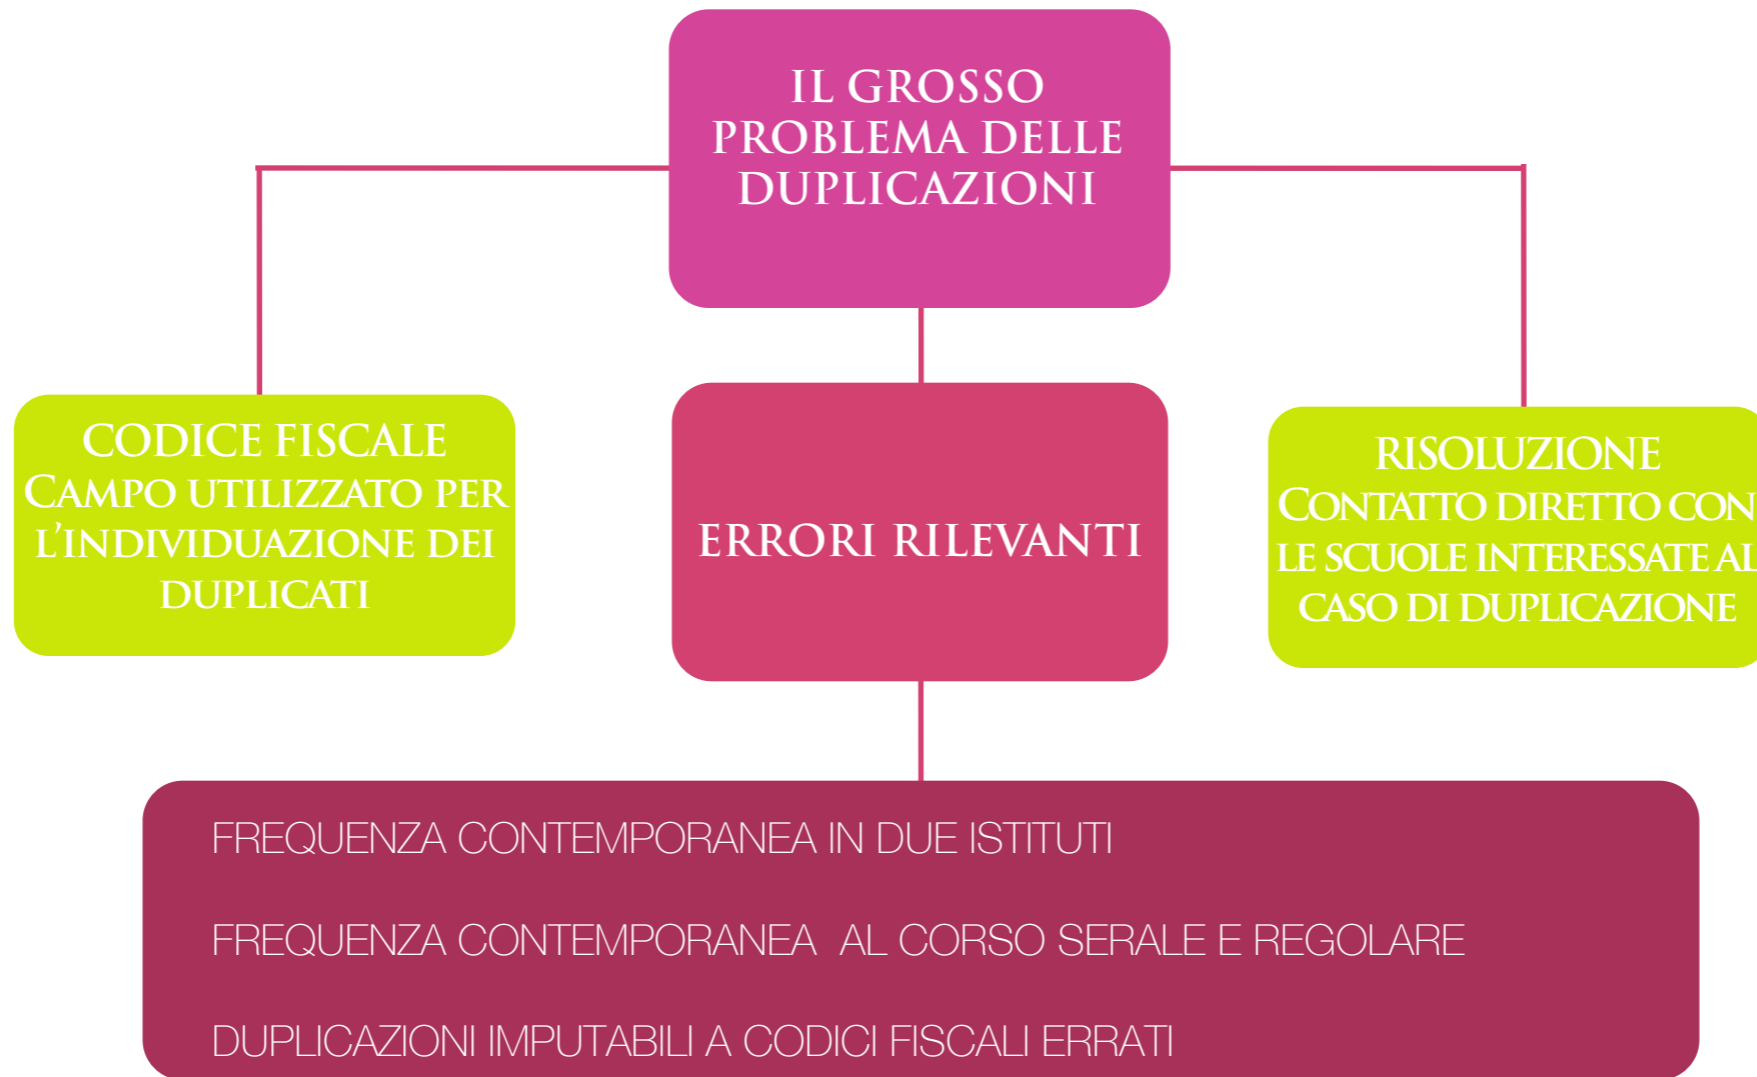 IL GROSSO
PROBLEMA DELLE
DUPLICAZIONI
CODICE FISCALE
CAMPO UTILIZZATO PER
L'INDIVIDUAZIONE DEI
DUPLICATI
ERRORI RILEVANTI
RISOLUZIONE
CONTATTO DIRETTO CON
LE SCUOLE INTERESSATE AL
CASO DI DUPLICAZIONE
FREQUENZA CONTEMPORANEA IN DUE ISTITUTI
FREQUENZA CONTEMPORANEA AL CORSO SERALE E REGOLARE
DUPLICAZIONI IMPUTABILI A CODICI FISCALI ERRATI